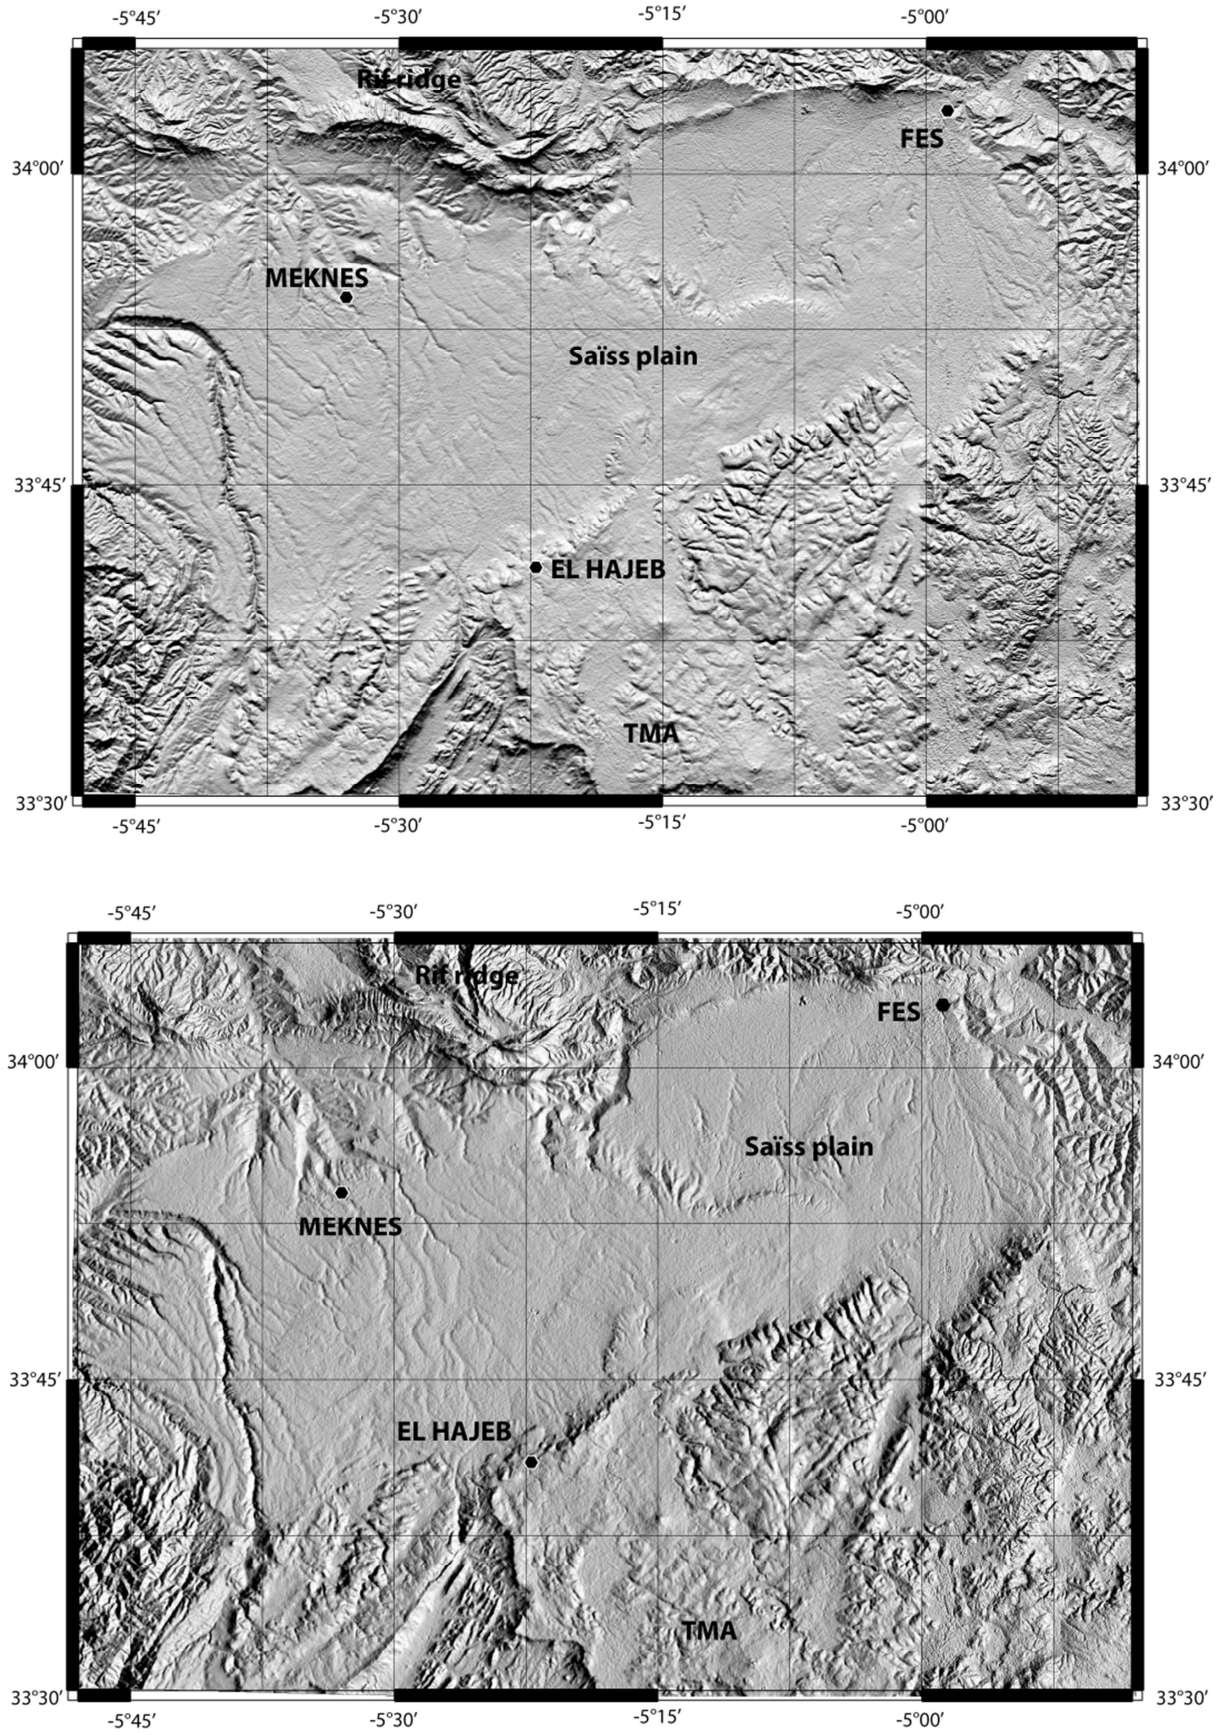 -5°45′ -5°30′ -5°15′ -5°00′
Rif ridge
FES
34°00′ 34°00′
MEKNES
Saïss plain
33°45′ 33°45′
EL HAJEB
TMA
33°30′ 33°30′
-5°45′ -5°30′ -5°15′ -5°00′
-5°45′ -5°30′ -5°15′ -5°00′
Rif ridge
FES
34°00′ 34°00′
Saïss plain
MEKNES
33°45′ 33°45′
EL HAJEB
TMA
33°30′ 33°30′
-5°45′ -5°30′ -5°15′ -5°00′